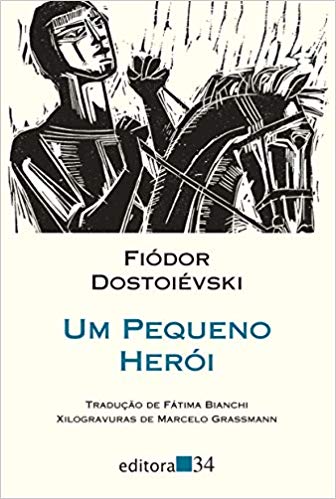 Fiódor
Dostoiévski
Um Pequeno
Herói
Tradução de Fátima Bianchi
Xilogravuras de Marcelo Grassmann
editora 34